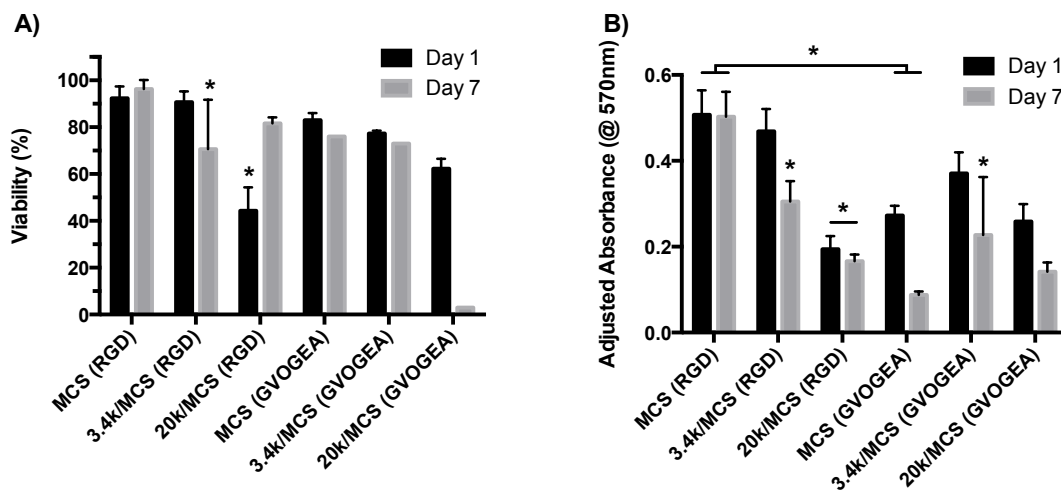 A)
Day 1
Day 7
Viability (%)
100
80
60
40
20
0
*
*
MCS (RGD)
3.4k/MCS (RGD)
20k/MCS (RGD)
MCS (GVOGEA)
3.4k/MCS (GVOGEA)
20k/MCS (GVOGEA)
B)
*
Day 1
Day 7
Adjusted Absorbance (@ 570nm)
0.6
0.4
0.2
0.0
*
*
*
MCS (RGD)
3.4k/MCS (RGD)
20k/MCS (RGD)
MCS (GVOGEA)
3.4k/MCS (GVOGEA)
20k/MCS (GVOGEA)